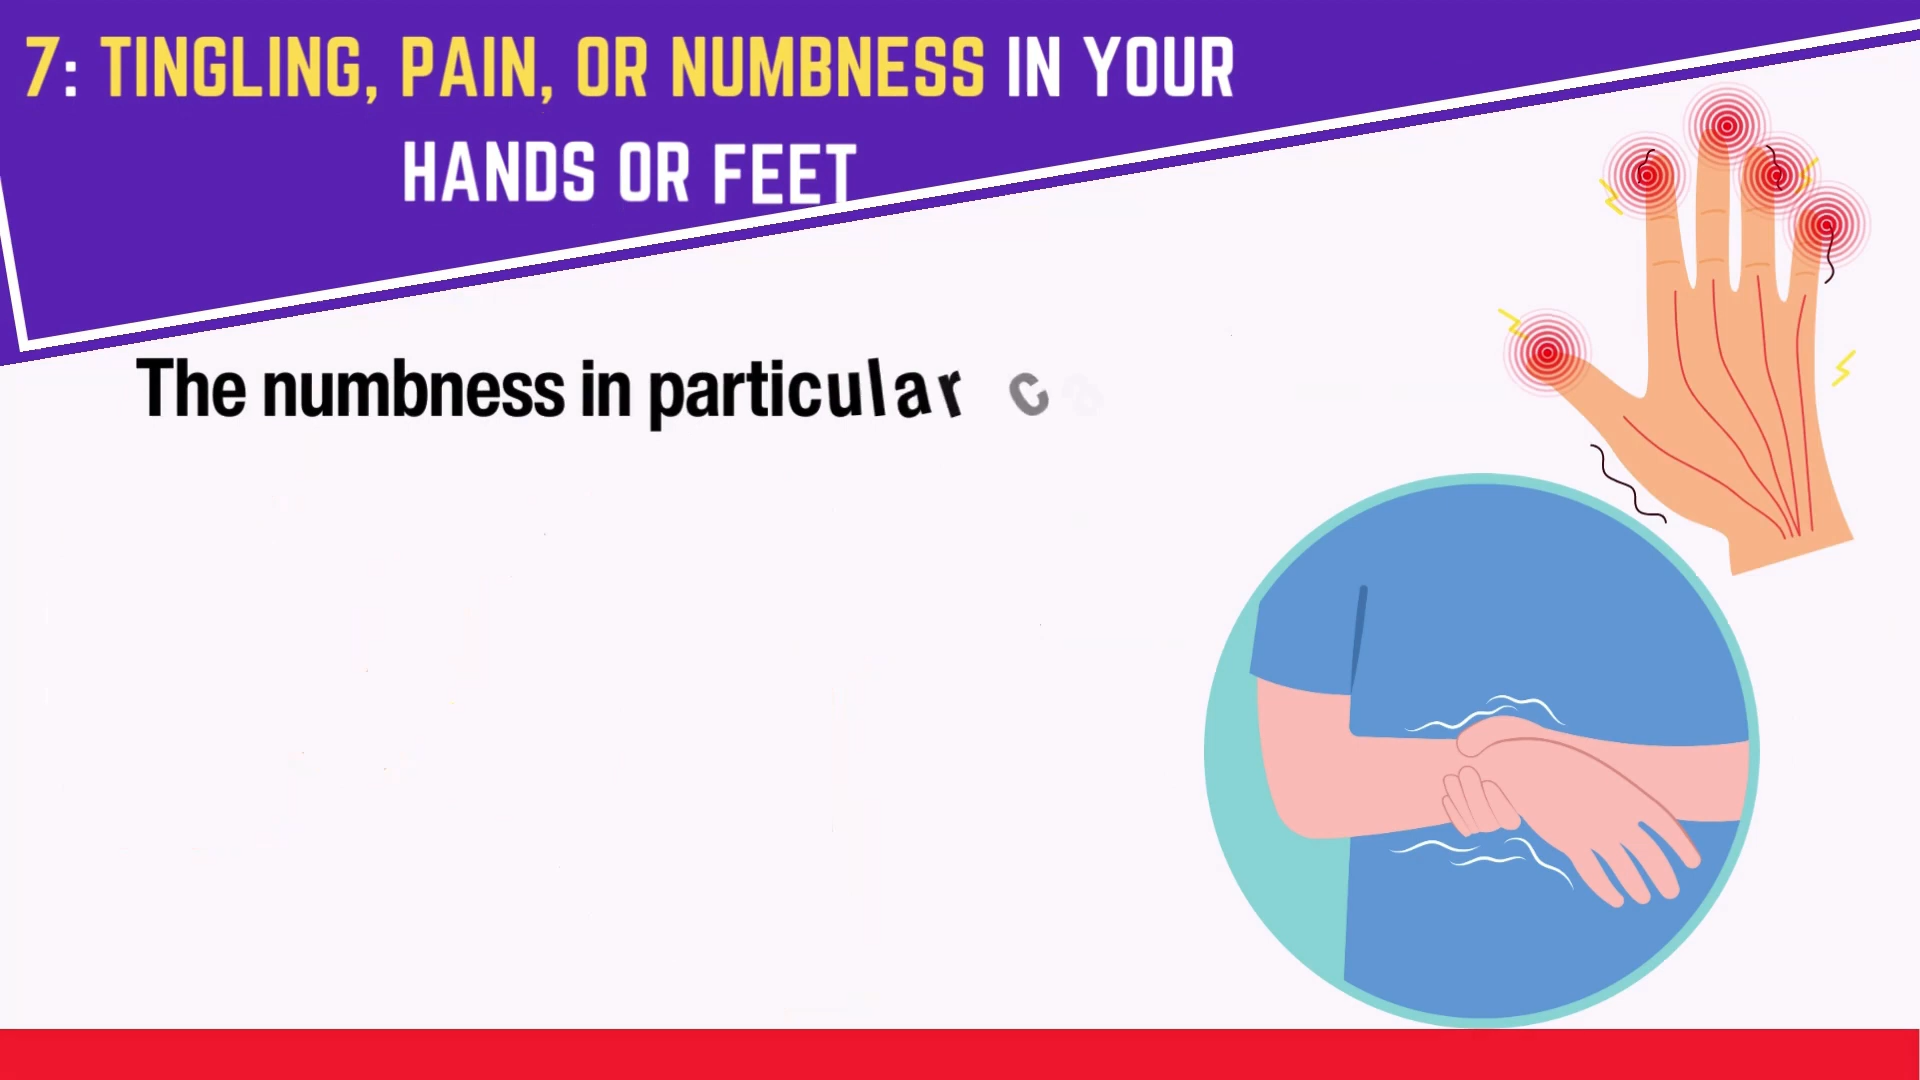 7: TINGLING, PAIN, OR NUMBNESS IN YOUR
HANDS OR FEET
The numbness in particular